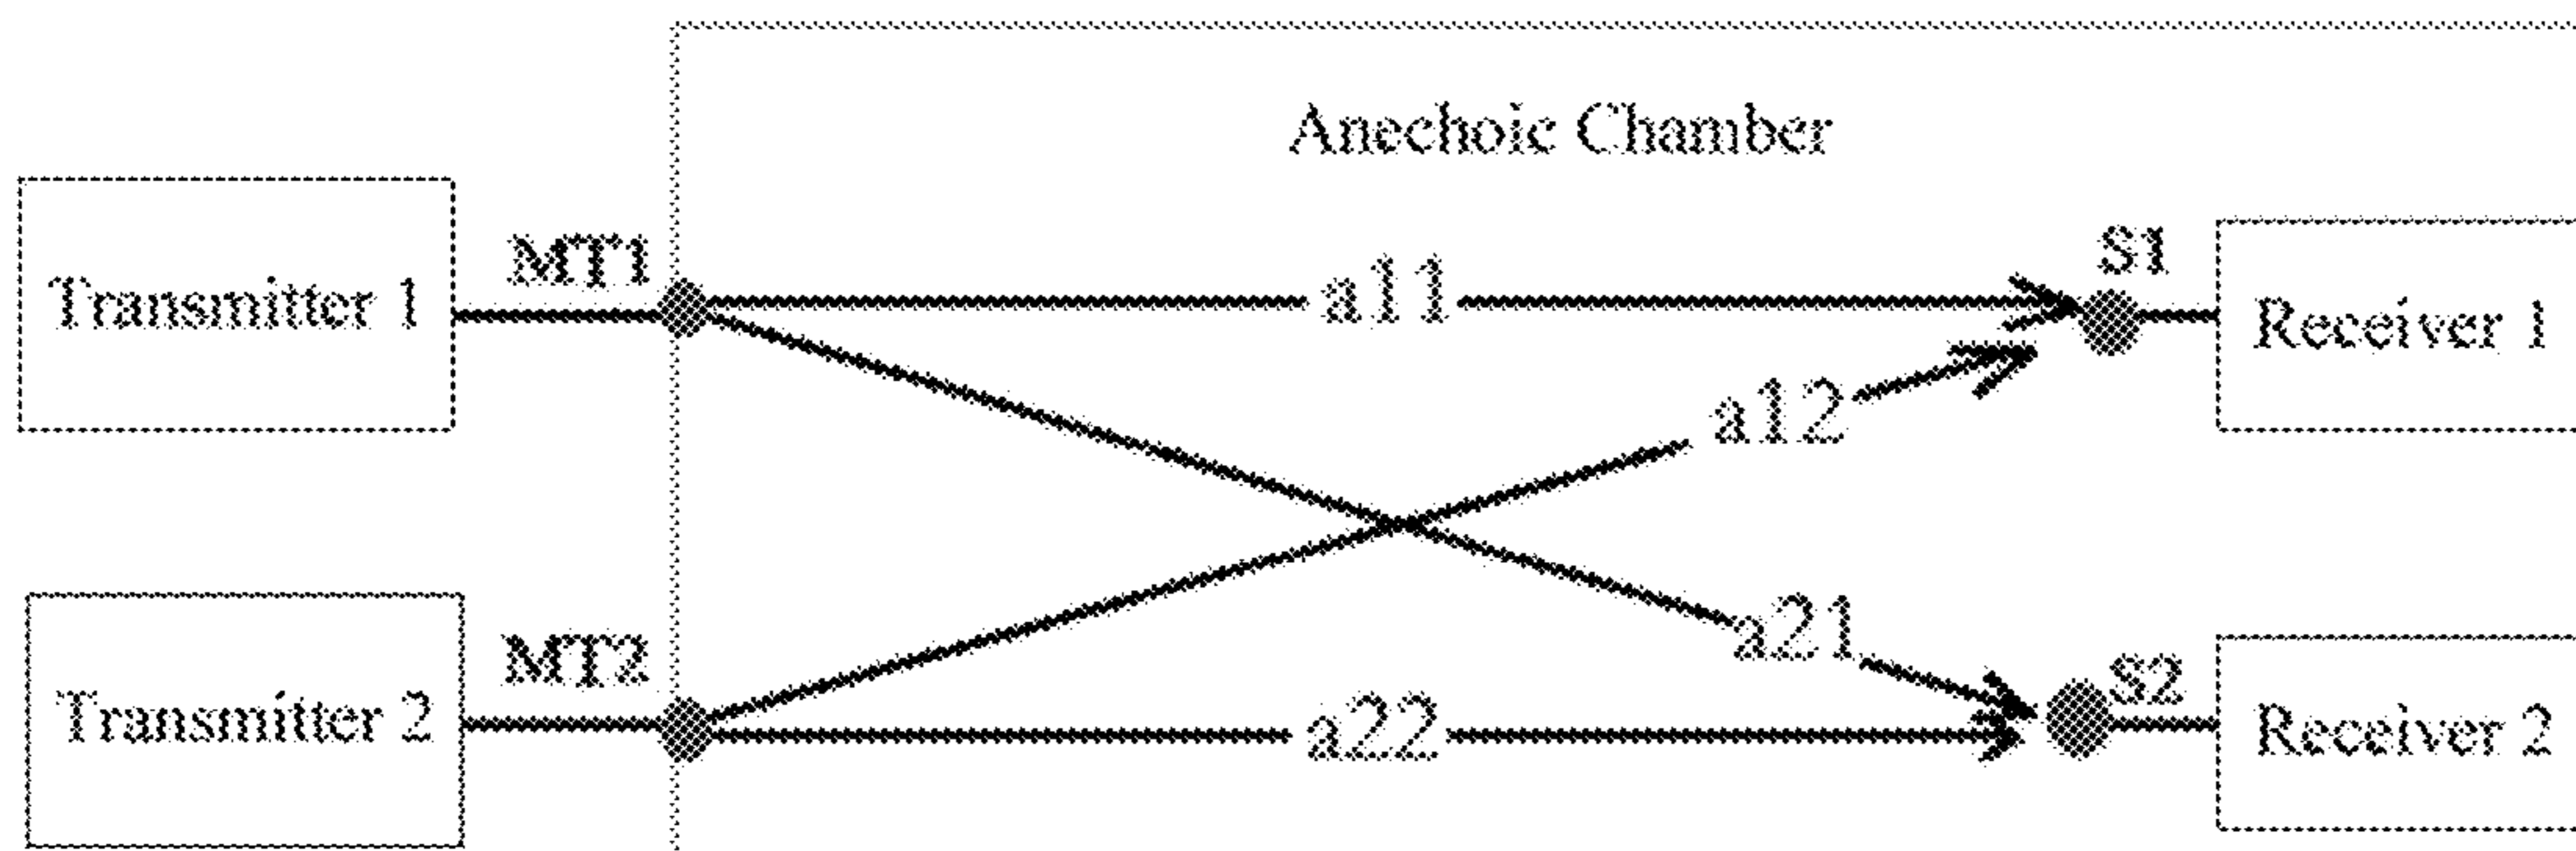 Anechoic Chamber
MT1
S1
Transmitter 1
a11
Receiver 1
a12
a21
MT2
S2
Transmitter 2
a22
Receiver 2